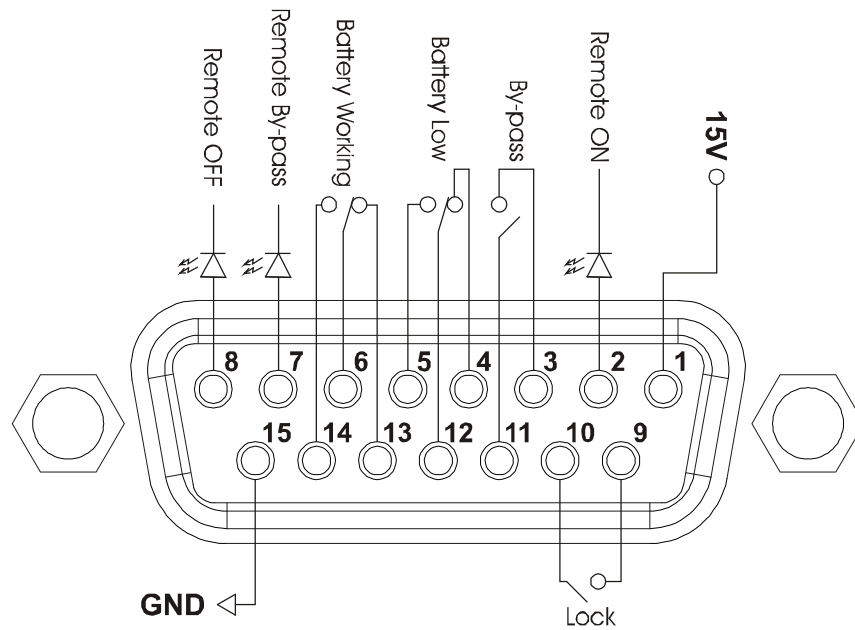 Remote OFF
Remote By-pass
Battery Working
Battery Low
By-pass
Remote ON
15V
8 7 6 5 4 3 2 1
15 14 13 12 11 10 9
GND
Lock